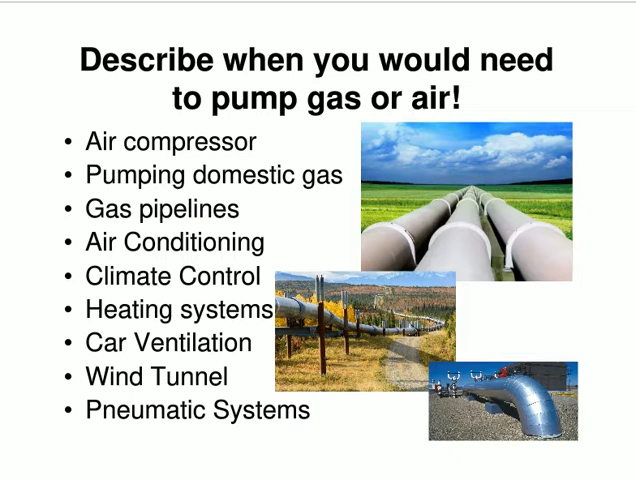 Describe when you would need
to pump gas or air!
• Air compressor
• Pumping domestic gas
• Gas pipelines
• Air Conditioning
• Climate Control
• Heating systems
• Car Ventilation
• Wind Tunnel
• Pneumatic Systems